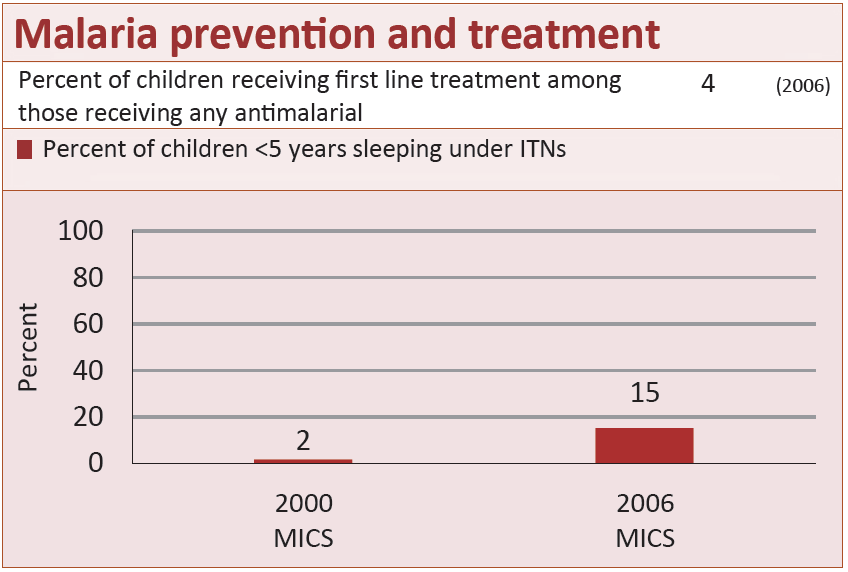 Malaria prevention and treatment
Percent of children receiving first line treatment among
those receiving any antimalarial
4 (2006)
Percent of children <5 years sleeping under ITNs
Percent
100
80
60
40
20
0
2
15
2000
MICS
2006
MICS